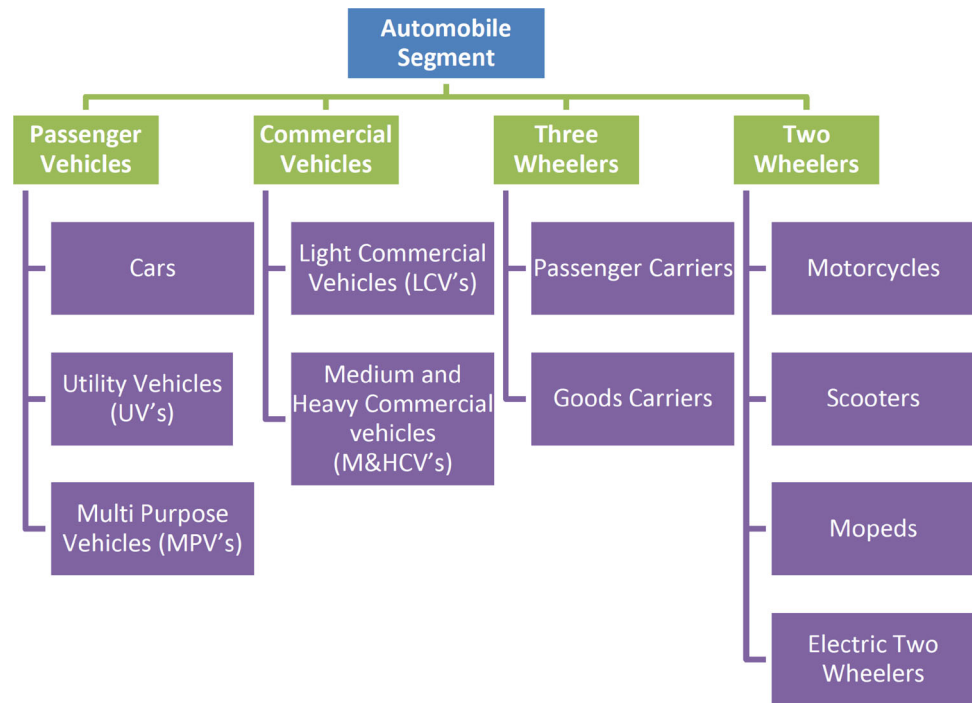 Automobile
Segment
Passenger
Vehicles
Cars
Utility Vehicles
(UV’s)
Multi Purpose
Vehicles (MPV’s)
Commercial
Vehicles
Light Commercial
Vehicles (LCV’s)
Medium and
Heavy Commercial
vehicles
(M&HCV’s)
Three
Wheelers
Passenger Carriers
Goods Carriers
Two
Wheelers
Motorcycles
Scooters
Mopeds
Electric Two
Wheelers